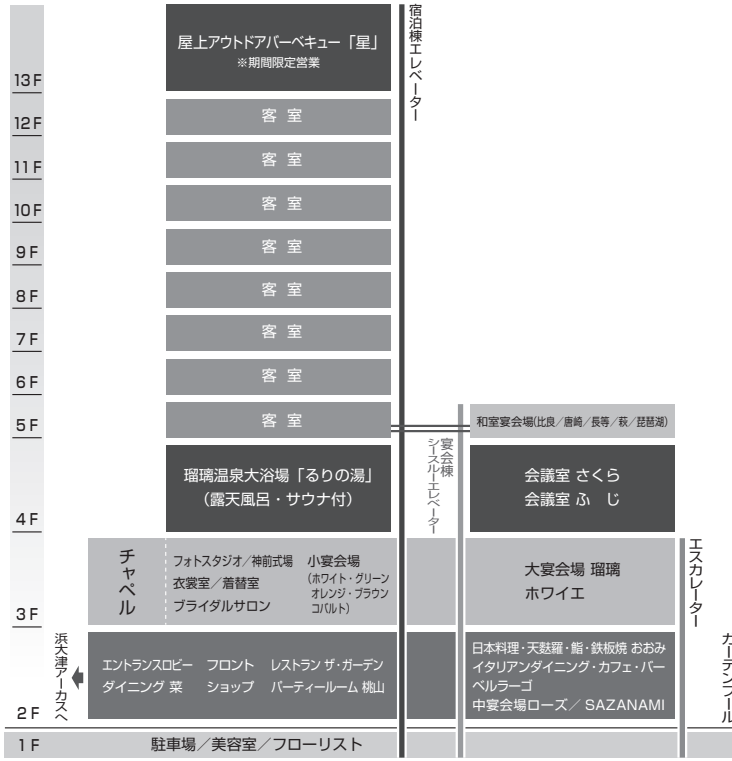 宿泊棟エレベーター
屋上アウトドアバーベキュー「星」
※期間限定営業
13F
12F
客 室
11F
客 室
10F
客 室
9F
客 室
8F
客 室
7F
客 室
6F
客 室
5F
客 室
和室宴会場(比良／唐崎／長等／萩／琵琶湖)
宴会棟
シースルーエレベーター
4F
瑠璃温泉大浴場「るりの湯」
（露天風呂・サウナ付）
会議室 さくら
会議室 ふ じ
3F
チャペル
フォトスタジオ／神前式場
衣裳室／着替室
ブライダルサロン
小宴会場
(ホワイト・グリーン
オレンジ・ブラウン
コバルト)
大宴会場 瑠璃
ホワイエ
エスカレーター
2F
浜大津アーカスへ
エントランスロビー フロント レストラン ザ・ガーデン
ダイニング 菜 ショップ パーティールーム 桃山
日本料理・天麩羅・鮨・鉄板焼 おおみ
イタリアンダイニング・カフェ・バー
ベルラーゴ
中宴会場ローズ／ SAZANAMI
ガーデンプール
1F
駐車場／美容室／フローリスト